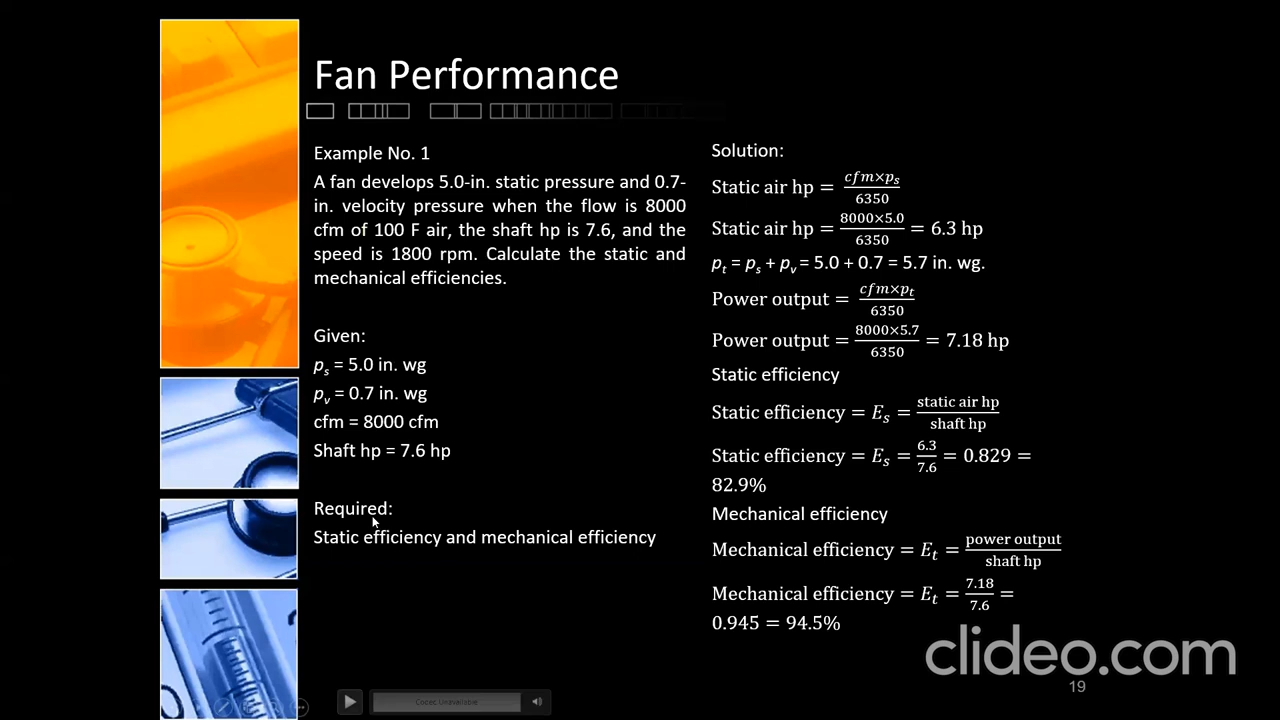 Fan Performance
Example No. 1
A fan develops 5.0-in. static pressure and 0.7-
in. velocity pressure when the flow is 8000
cfm of 100 F air, the shaft hp is 7.6, and the
speed is 1800 rpm. Calculate the static and
mechanical efficiencies.
Given:
pₛ = 5.0 in. wg
pᵥ = 0.7 in. wg
cfm = 8000 cfm
Shaft hp = 7.6 hp
Required:
Static efficiency and mechanical efficiency
Solution:
Static air hp = (cfm×pₛ)/6350
Static air hp = (8000×5.0)/6350 = 6.3 hp
pₜ = pₛ + pᵥ = 5.0 + 0.7 = 5.7 in. wg.
Power output = (cfm×pₜ)/6350
Power output = (8000×5.7)/6350 = 7.18 hp
Static efficiency
Static efficiency = Eₛ = static air hp/shaft hp
Static efficiency = Eₛ = 6.3/7.6 = 0.829 =
82.9%
Mechanical efficiency
Mechanical efficiency = Eₜ = power output/shaft hp
Mechanical efficiency = Eₜ = 7.18/7.6 =
0.945 = 94.5%
clideo.com
19
Codec Unavailable